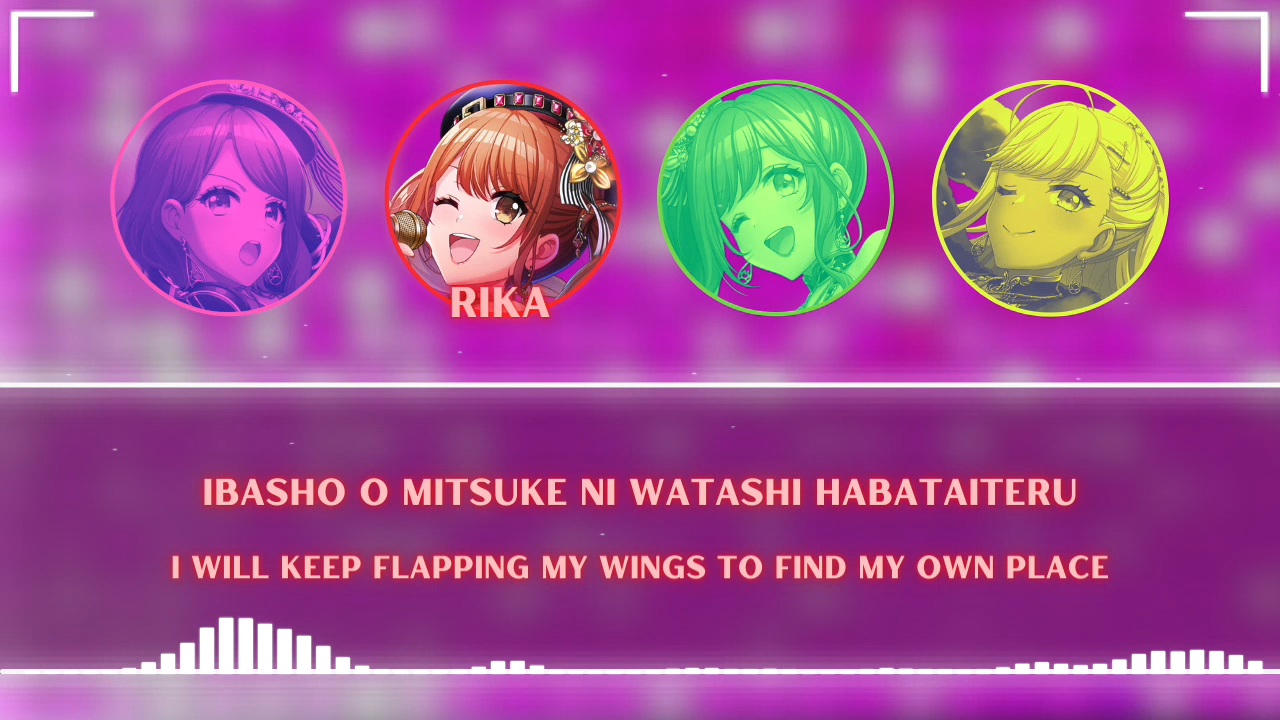 RIKA
IBASHO O MITSUKE NI WATASHI HABATAITERU
I WILL KEEP FLAPPING MY WINGS TO FIND MY OWN PLACE